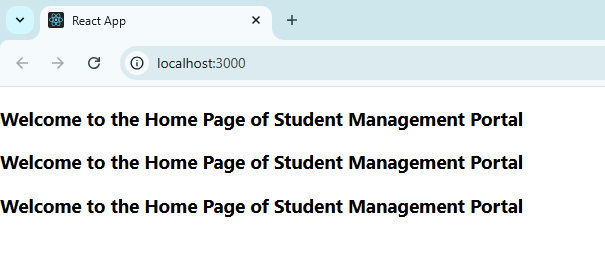 React App
localhost:3000
Welcome to the Home Page of Student Management Portal
Welcome to the Home Page of Student Management Portal
Welcome to the Home Page of Student Management Portal